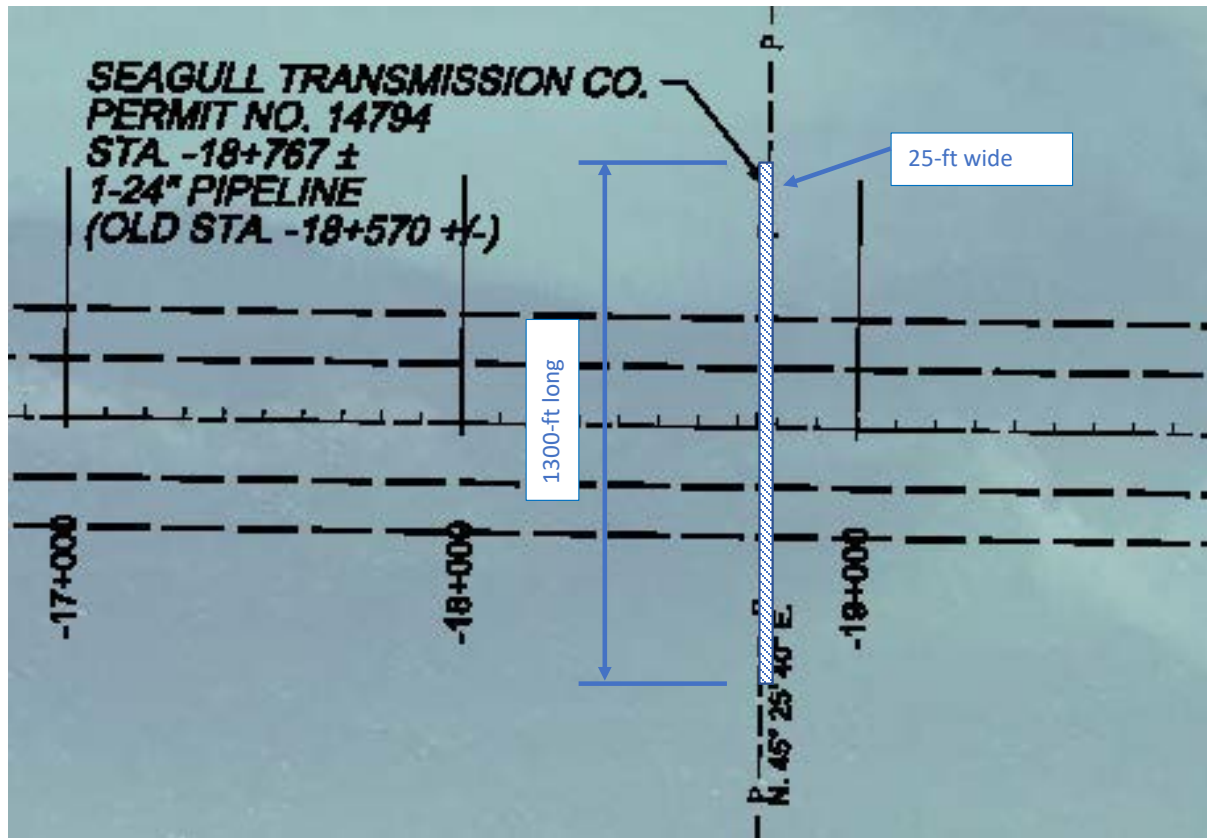 P
SEAGULL TRANSMISSION CO.
PERMIT NO. 14794
STA. -18+767 ±
1-24" PIPELINE
(OLD STA. -18+570 +/-)
25-ft wide
1300-ft long
-17+000
-18+000
-19+000
N. 45° 25' 40" E.
P